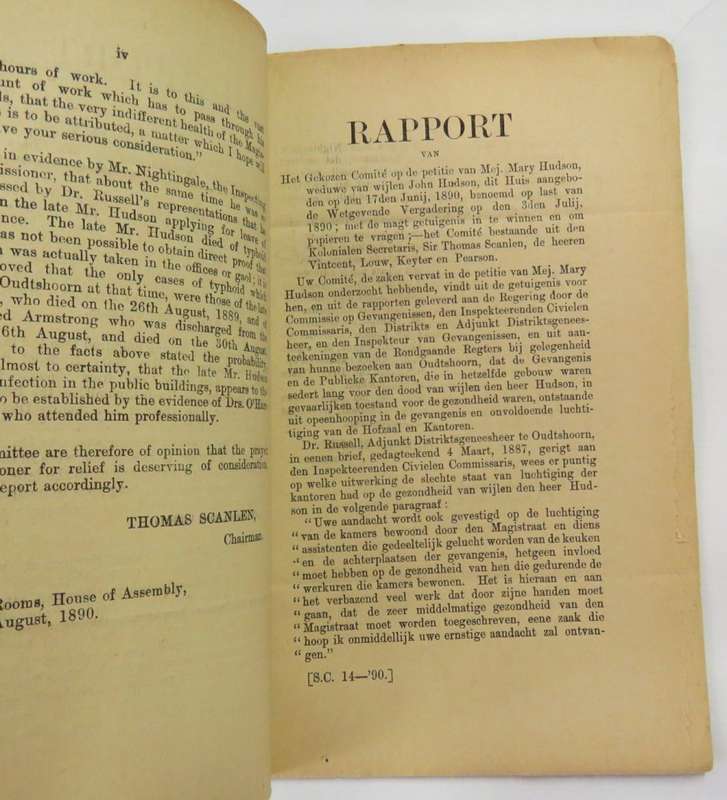 iv
hours of work. It is to this and the vast
unt of work which has to pass through his
ls, that the very indifferent health of the Magis-
is to be attributed, a matter which I hope will
ve your serious consideration."
in evidence by Mr. Nightingale, the Inspecting
issioner, that about the same time he was
ssed by Dr. Russell's representations that he
n the late Mr. Hudson applying for leave of
nce. The late Mr. Hudson died of typhoid
as not been possible to obtain direct proof that
n was actually taken in the offices or gaol; it is
oved that the only cases of typhoid which
Oudtshoorn at that time, were those of the late
, who died on the 26th August, 1889, and of
ed Armstrong who was discharged from the
6th August, and died on the 30th August.
to the facts above stated the probability
lmost to certainty, that the late Mr. Hudson
nfection in the public buildings, appears to the
o be established by the evidence of Drs. O'Hare
who attended him professionally.
mittee are therefore of opinion that the prayer
oner for relief is deserving of consideration
eport accordingly.
THOMAS SCANLEN,
Chairman.
Rooms, House of Assembly,
August, 1890.
RAPPORT
VAN
Het Gekozen Comité op de petitie van Mej. Mary Hudson,
weduwe van wijlen John Hudson, dit Huis aangebo-
den op den 17den Junij, 1890, benoemd op last van
de Wetgevende Vergadering op den 3den Julij,
1890; met de magt getuigenis in te winnen en om
papieren te vragen;—het Comité bestaande uit den
Kolonialen Secretaris, Sir Thomas Scanlen, de heeren
Vintcent, Louw, Keyter en Pearson.
Uw Comité, de zaken vervat in de petitie van Mej. Mary
Hudson onderzocht hebbende, vindt uit de getuigenis voor
hen, en uit de rapporten geleverd aan de Regering door de
Commissie op Gevangenissen, den Inspekteerenden Civielen
Commissaris, den Distrikts en Adjunkt Distriktsgenees-
heer, en den Inspekteur van Gevangenissen, en uit aan-
teekeningen van de Rondgaande Regters bij gelegenheid
van hunne bezoeken aan Oudtshoorn, dat de Gevangenis
en de Publicke Kantoren, die in hetzelfde gebouw waren
sedert lang voor den dood van wijlen den heer Hudson, in
gevaarlijken toestand voor de gezondheid waren, ontstaande
uit opeenhooping in de gevangenis en onvoldoende luchti-
tiging van de Hofzaal en Kantoren.
Dr. Russell, Adjunkt Distriktsgeneesheer te Oudtshoorn,
in eenen brief, gedagteekend 4 Maart, 1887, gerigt aan
den Inspekteerenden Civielen Commissaris, wees er puntig
op welke uitwerking de slechte staat van luchtiging der
kantoren had op de gezondheid van wijlen den heer Hud-
son in de volgende paragraaf:
"Uwe aandacht wordt ook gevestigd op de luchtiging
"van de kamers bewoond door den Magistraat en diens
"assistenten die gedeeltelijk gelucht worden van de keuken
"en de achterplaatsen der gevangenis, hetgeen invloed
"moet hebben op de gezondheid van hen die gedurende de
"werkuren die kamers bewonen. Het is hieraan en aan
"het verbazend veel werk dat door zijne handen moet
"gaan, dat de zeer middelmatige gezondheid van den
"Magistraat moet worden toegeschreven, eene zaak die
"hoop ik onmiddellijk uwe ernstige aandacht zal ontvan-
"gen."
[S.C. 14—'90.]